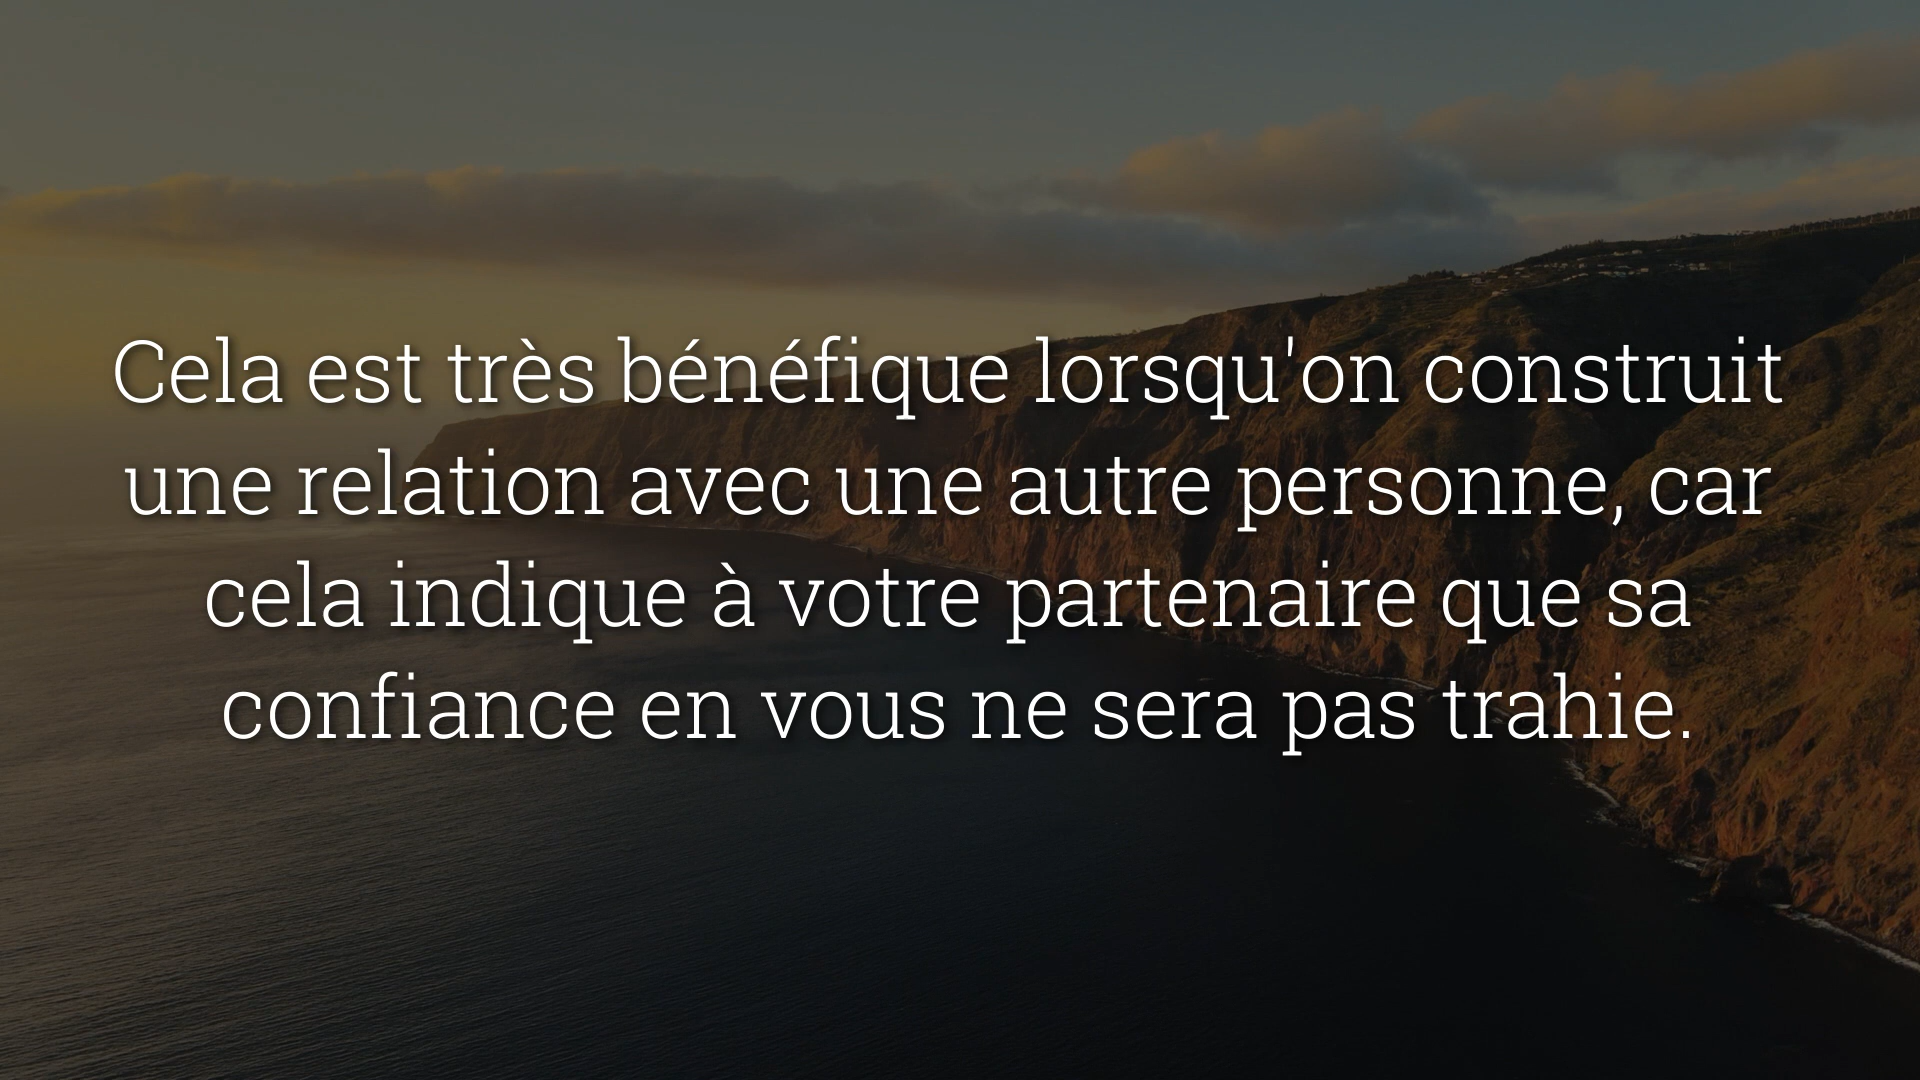 Cela est très bénéfique lorsqu'on construit
une relation avec une autre personne, car
cela indique à votre partenaire que sa
confiance en vous ne sera pas trahie.